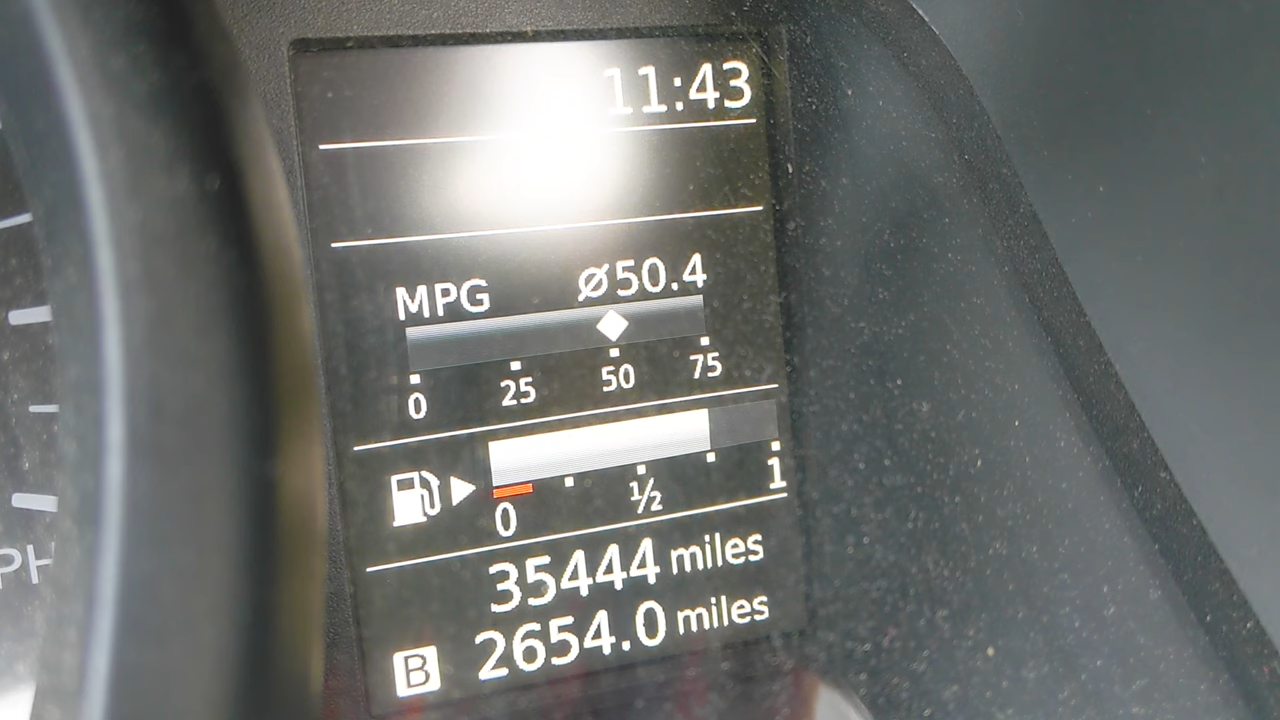 11:43
MPG ⌀50.4
0 25 50 75
0 ½ 1
35444 miles
B 2654.0 miles